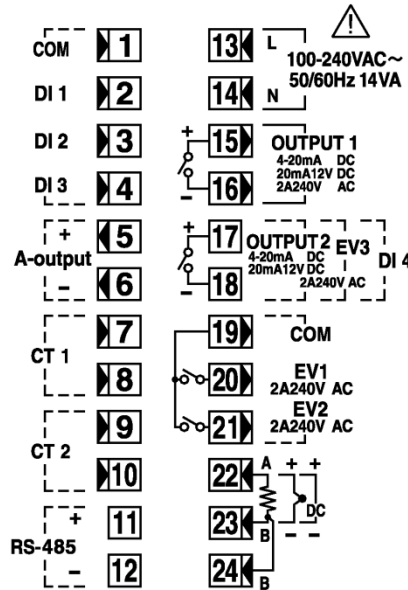 COM 1
DI 1 2
DI 2 3
DI 3 4
+ 5
A-output
− 6
CT 1
7
8
CT 2
9
10
+ 11
RS-485
− 12
13 L
100-240VAC~
50/60Hz 14VA
14 N
+ 15 OUTPUT 1
4-20mA DC
20mA12V DC
− 16 2A240V AC
+ 17 OUTPUT 2 EV3
4-20mA DC DI 4
20mA12V DC
− 18 2A240V AC
19 COM
20 EV1
2A240V AC
21 EV2
2A240V AC
22 A + +
DC
23 B − −
24 B